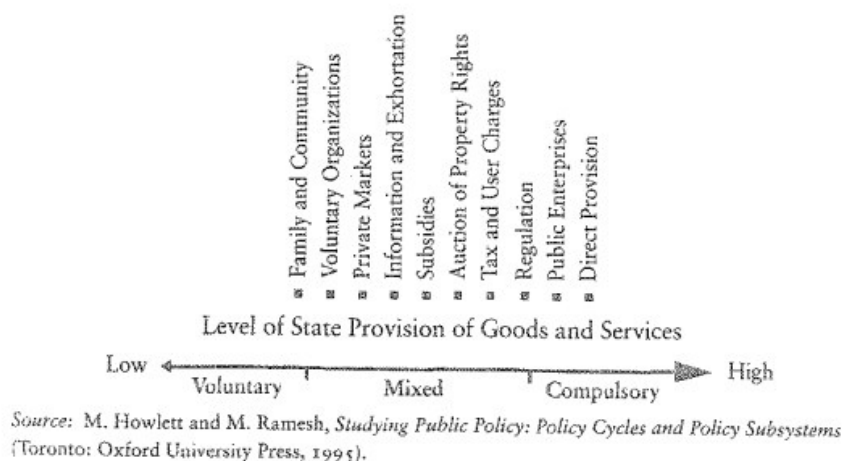 Family and Community
Voluntary Organizations
Private Markets
Information and Exhortation
Subsidies
Auction of Property Rights
Tax and User Charges
Regulation
Public Enterprises
Direct Provision
Level of State Provision of Goods and Services
Low
High
Voluntary
Mixed
Compulsory
Source: M. Howlett and M. Ramesh, Studying Public Policy: Policy Cycles and Policy Subsystems
(Toronto: Oxford University Press, 1995).